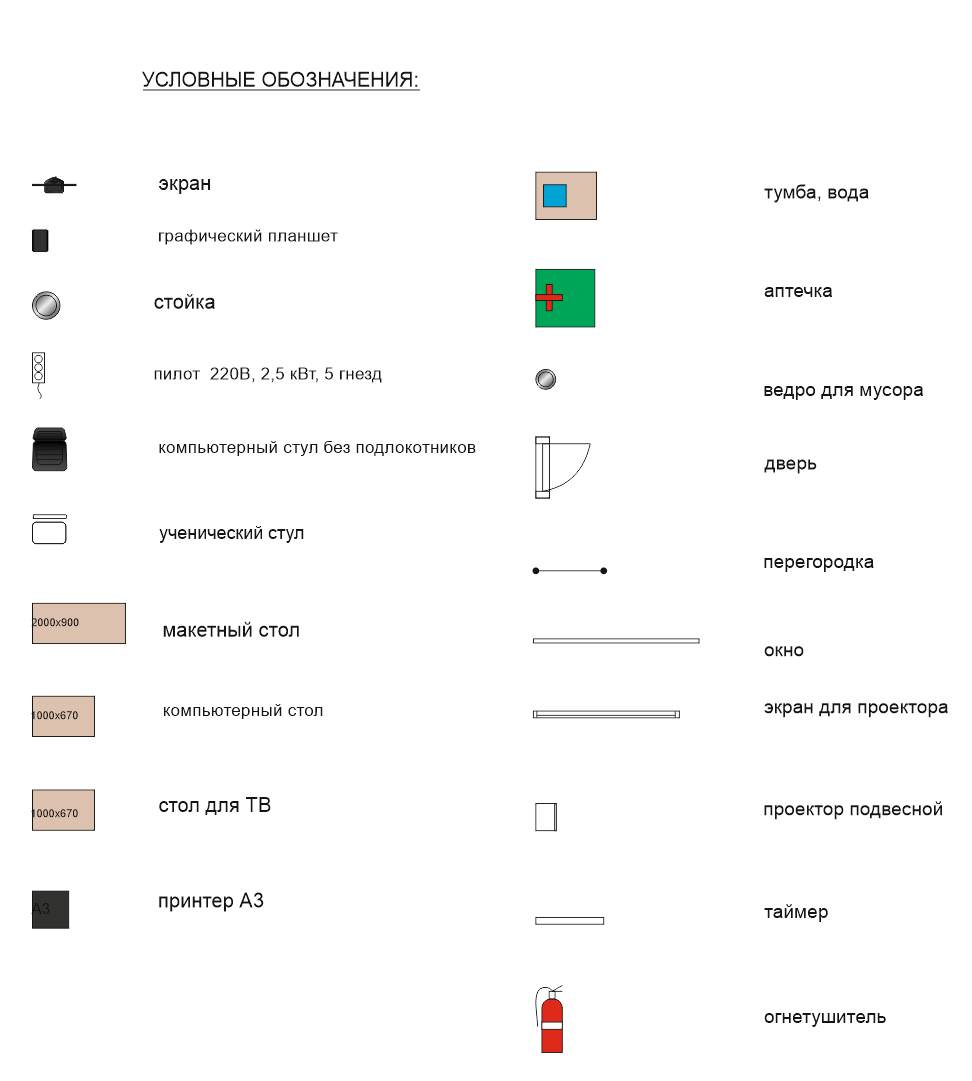 УСЛОВНЫЕ ОБОЗНАЧЕНИЯ:
экран
графический планшет
стойка
пилот 220В, 2,5 кВт, 5 гнезд
компьютерный стул без подлокотников
ученический стул
2000х900
макетный стол
1000х670
компьютерный стол
1000х670
стол для ТВ
А3
принтер А3
тумба, вода
аптечка
ведро для мусора
дверь
перегородка
окно
экран для проектора
проектор подвесной
таймер
огнетушитель